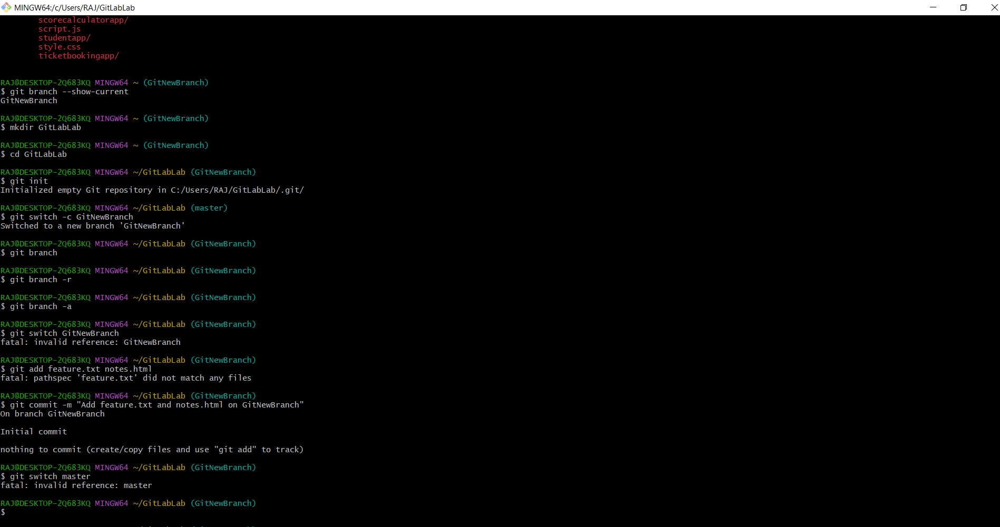 MINGW64:/c/Users/RAJ/GitLabLab
scorecalculatorapp/
script.js
studentapp/
style.css
ticketbookingapp/
RAJ@DESKTOP-2Q683KQ MINGW64 ~ (GitNewBranch)
$ git branch --show-current
GitNewBranch
RAJ@DESKTOP-2Q683KQ MINGW64 ~ (GitNewBranch)
$ mkdir GitLabLab
RAJ@DESKTOP-2Q683KQ MINGW64 ~ (GitNewBranch)
$ cd GitLabLab
RAJ@DESKTOP-2Q683KQ MINGW64 ~/GitLabLab (GitNewBranch)
$ git init
Initialized empty Git repository in C:/Users/RAJ/GitLabLab/.git/
RAJ@DESKTOP-2Q683KQ MINGW64 ~/GitLabLab (master)
$ git switch -c GitNewBranch
Switched to a new branch 'GitNewBranch'
RAJ@DESKTOP-2Q683KQ MINGW64 ~/GitLabLab (GitNewBranch)
$ git branch
RAJ@DESKTOP-2Q683KQ MINGW64 ~/GitLabLab (GitNewBranch)
$ git branch -r
RAJ@DESKTOP-2Q683KQ MINGW64 ~/GitLabLab (GitNewBranch)
$ git branch -a
RAJ@DESKTOP-2Q683KQ MINGW64 ~/GitLabLab (GitNewBranch)
$ git switch GitNewBranch
fatal: invalid reference: GitNewBranch
RAJ@DESKTOP-2Q683KQ MINGW64 ~/GitLabLab (GitNewBranch)
$ git add feature.txt notes.html
fatal: pathspec 'feature.txt' did not match any files
RAJ@DESKTOP-2Q683KQ MINGW64 ~/GitLabLab (GitNewBranch)
$ git commit -m "Add feature.txt and notes.html on GitNewBranch"
On branch GitNewBranch
Initial commit
nothing to commit (create/copy files and use "git add" to track)
RAJ@DESKTOP-2Q683KQ MINGW64 ~/GitLabLab (GitNewBranch)
$ git switch master
fatal: invalid reference: master
RAJ@DESKTOP-2Q683KQ MINGW64 ~/GitLabLab (GitNewBranch)
$